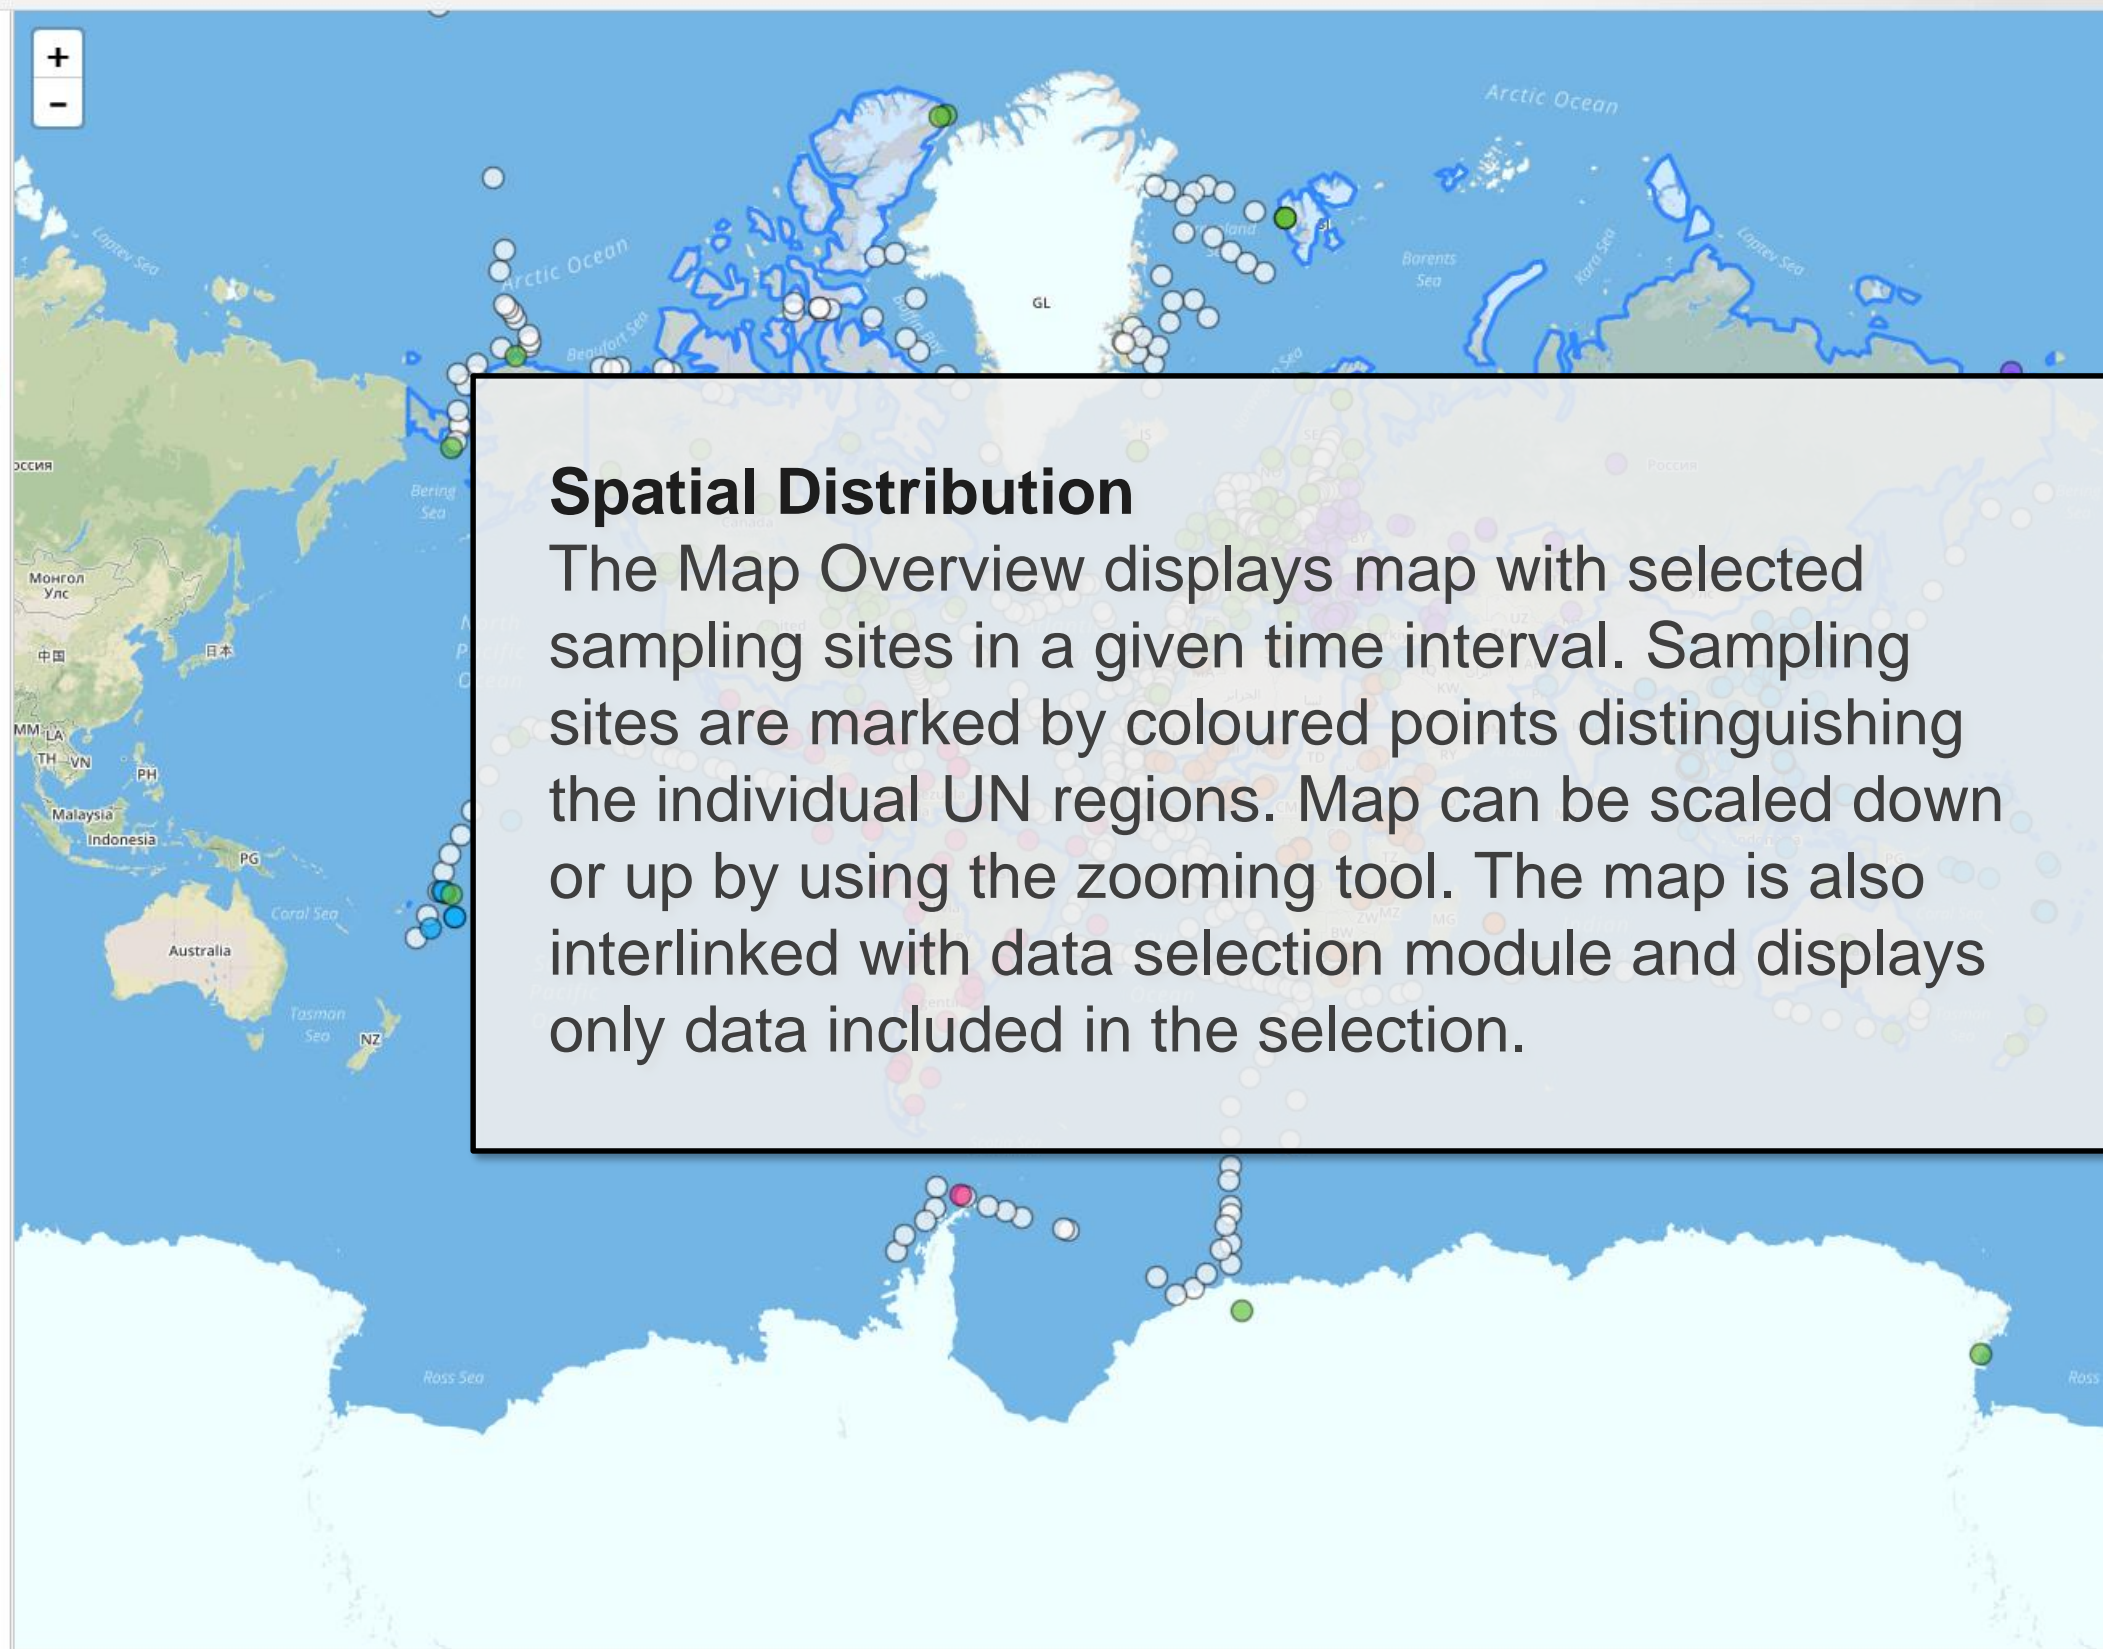 +
−
Arctic Ocean
Laptev Sea
Arctic Ocean
Barents
Sea
Kara Sea
Laptev Sea
GL
SJ
Beaufort Sea
Baffin Bay
Bering
Sea
Монгол
Улс
中国
日本
MM
LA
TH
VN
PH
Malaysia
Indonesia
PG
Coral Sea
Australia
Tasman
Sea
NZ
Spatial Distribution
The Map Overview displays map with selected
sampling sites in a given time interval. Sampling
sites are marked by coloured points distinguishing
the individual UN regions. Map can be scaled down
or up by using the zooming tool. The map is also
interlinked with data selection module and displays
only data included in the selection.
Ross Sea
Ross